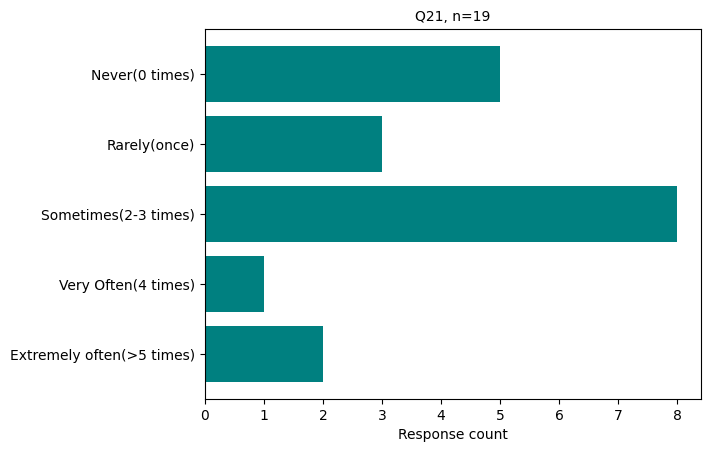 Q21, n=19
Never(0 times)
Rarely(once)
Sometimes(2-3 times)
Very Often(4 times)
Extremely often(>5 times)
0 1 2 3 4 5 6 7 8
Response count